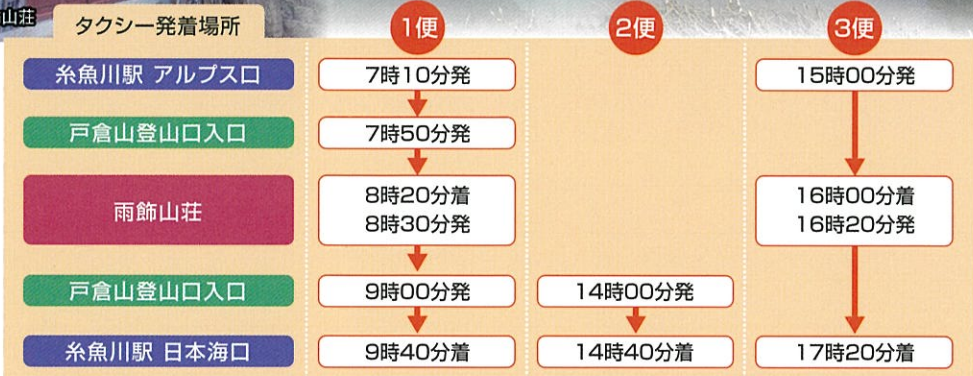 山荘
タクシー発着場所 1便 2便 3便
糸魚川駅 アルプス口 7時10分発 15時00分発
戸倉山登山口入口 7時50分発
雨飾山荘 8時20分着 16時00分着
8時30分発 16時20分発
戸倉山登山口入口 9時00分発 14時00分発
糸魚川駅 日本海口 9時40分着 14時40分着 17時20分着